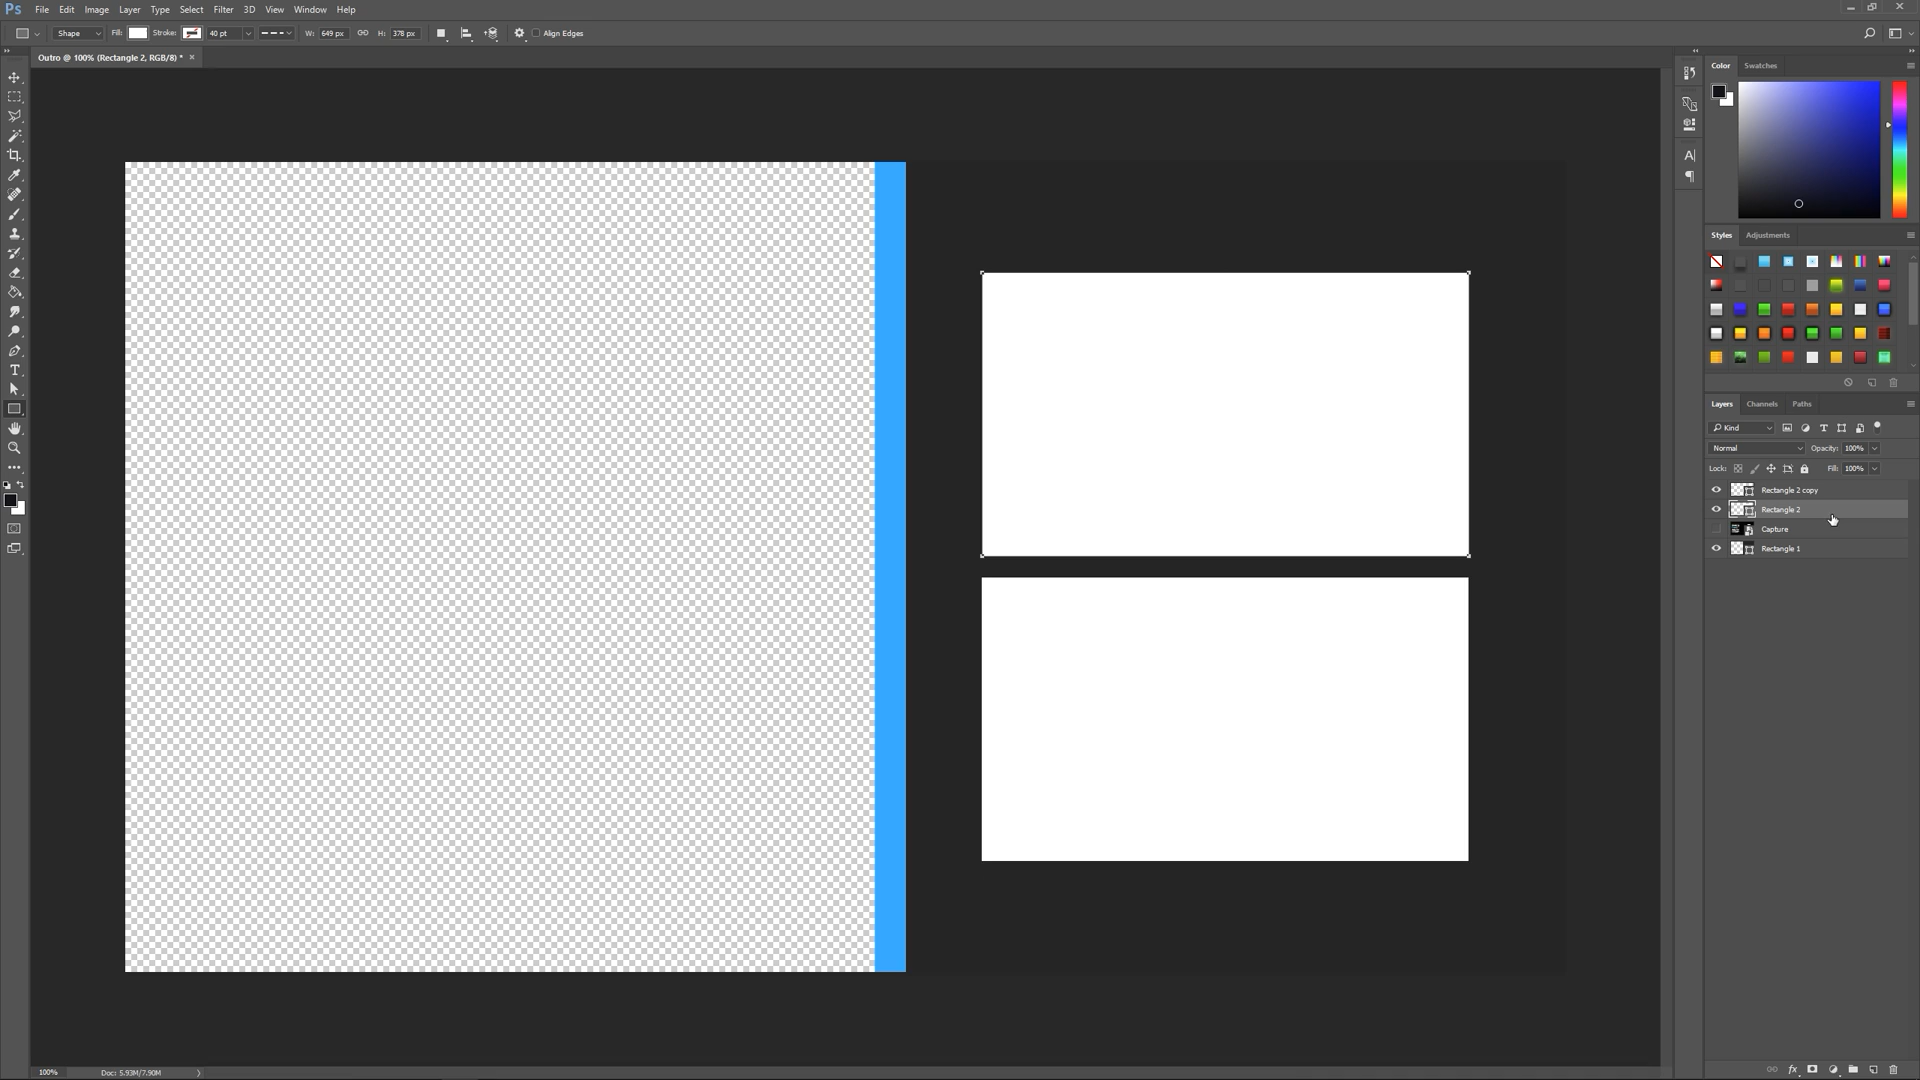 Ps File Edit Image Layer Type Select Filter 3D View Window Help
Shape Fill: Stroke: 40 pt W: 649 px H: 378 px Align Edges
Outro @ 100% (Rectangle 2, RGB/8) * ×
Color Swatches
Styles Adjustments
Layers Channels Paths
Kind
Normal Opacity: 100%
Lock: Fill: 100%
Rectangle 2 copy
Rectangle 2
Capture
Rectangle 1
100% Doc: 5.93M/7.90M